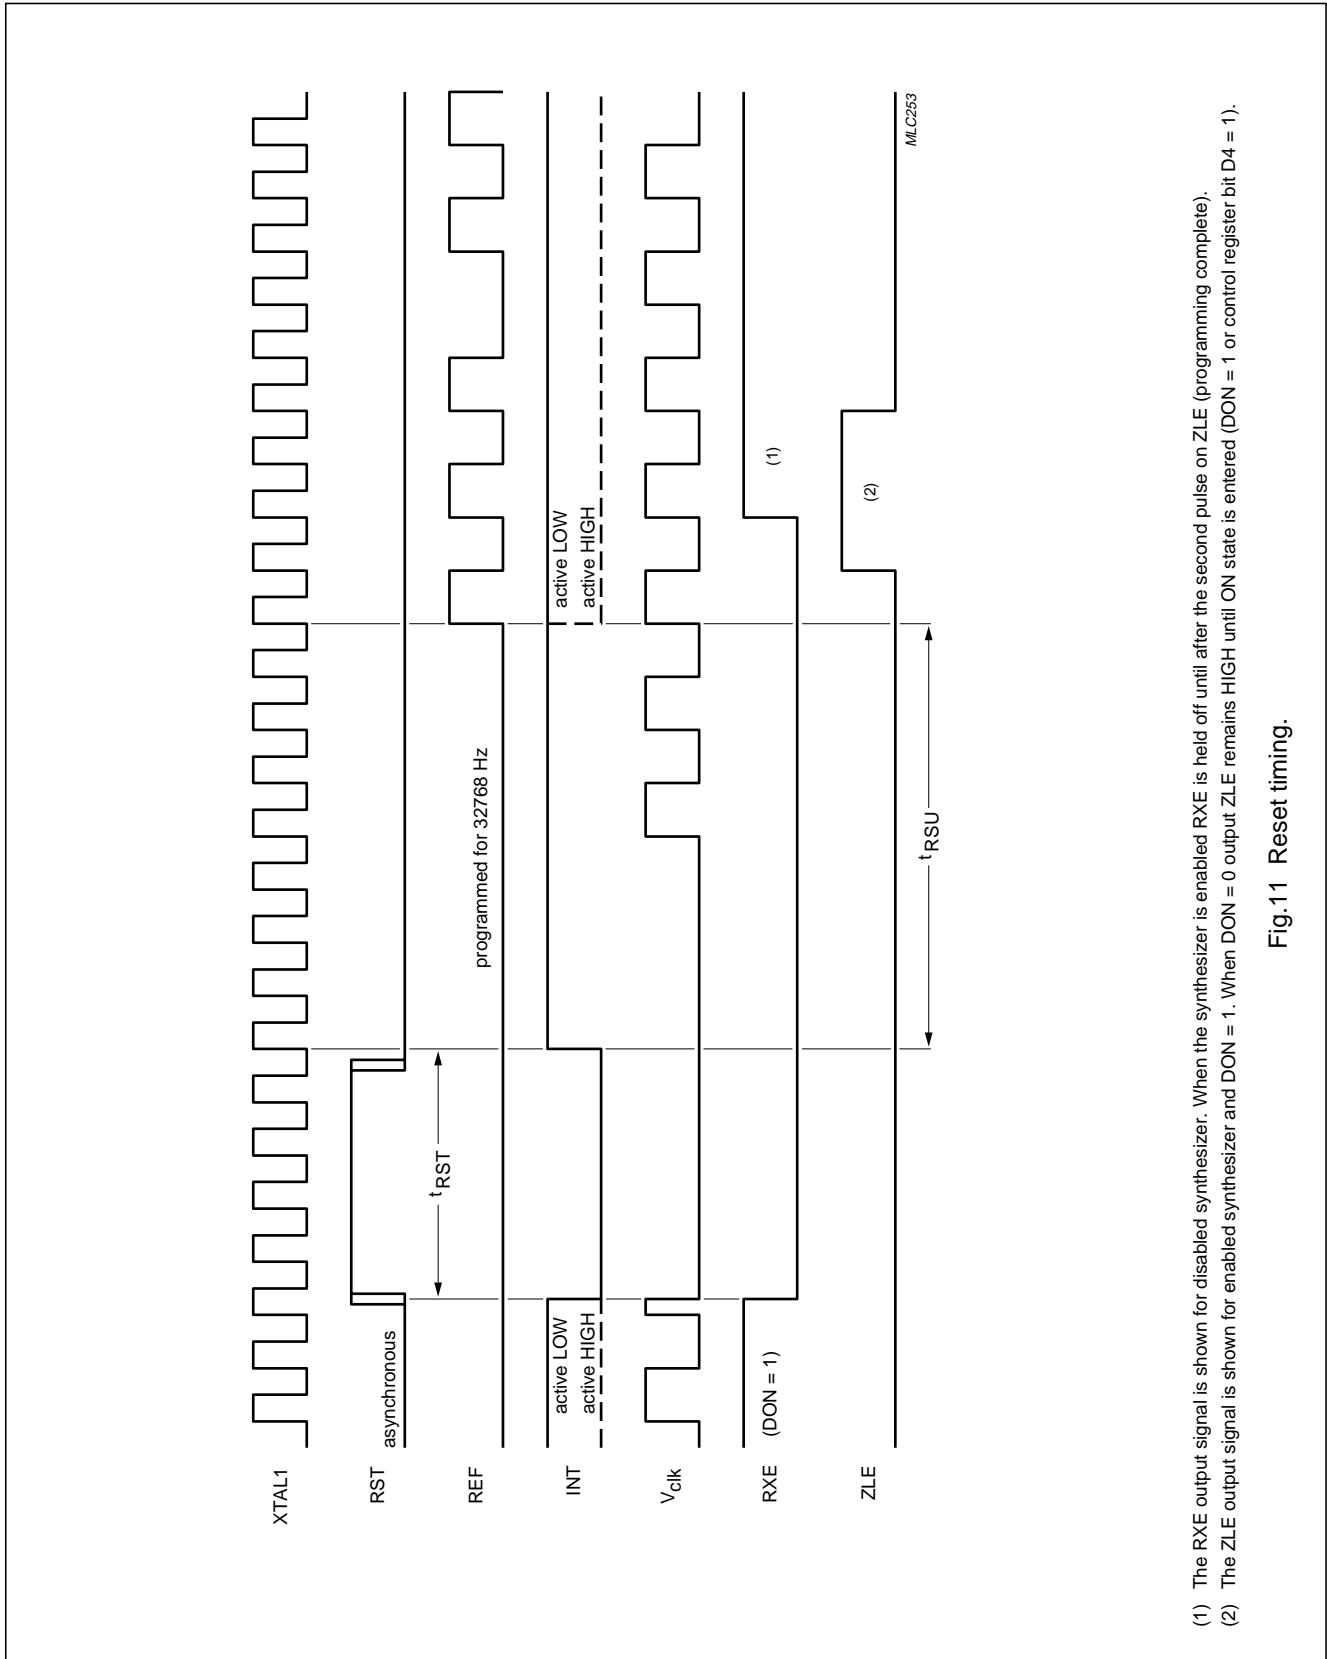 XTAL1
RST
asynchronous
tRST
REF
programmed for 32768 Hz
INT
active LOW
active HIGH
active LOW
active HIGH
Vclk
RXE
(DON = 1)
(1)
ZLE
(2)
tRSU
MLC253
(1) The RXE output signal is shown for disabled synthesizer. When the synthesizer is enabled RXE is held off until after the second pulse on ZLE (programming complete).
(2) The ZLE output signal is shown for enabled synthesizer and DON = 1. When DON = 0 output ZLE remains HIGH until ON state is entered (DON = 1 or control register bit D4 = 1).
Fig.11 Reset timing.